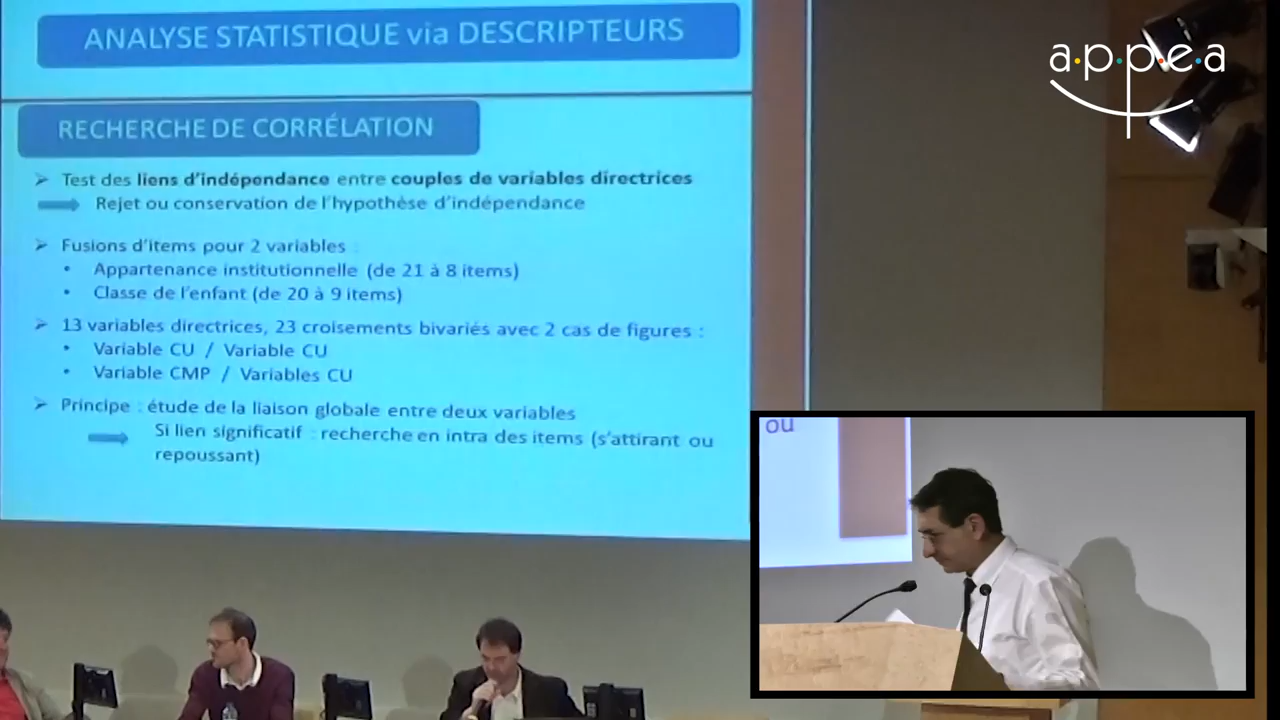 ANALYSE STATISTIQUE via DESCRIPTEURS
RECHERCHE DE CORRÉLATION
Test des liens d'indépendance entre couples de variables directrices
Rejet ou conservation de l'hypothèse d'indépendance
Fusions d'items pour 2 variables :
Appartenance institutionnelle (de 21 à 8 items)
Classe de l'enfant (de 20 à 9 items)
13 variables directrices, 23 croisements bivariés avec 2 cas de figures :
Variable CU / Variable CU
Variable CMP / Variables CU
Principe : étude de la liaison globale entre deux variables
Si lien significatif : recherche en intra des items (s'attirant ou
repoussant)
a·p·p·e·a
ou